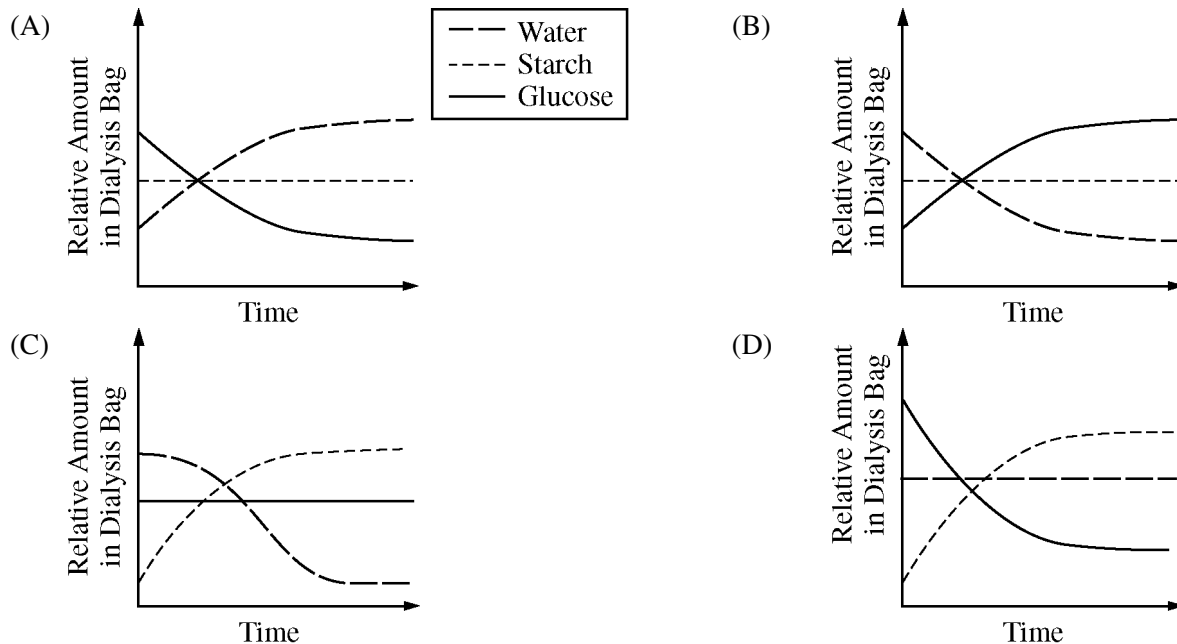 (A)
Water
Starch
Glucose
Relative Amount
in Dialysis Bag
Time
(B)
Relative Amount
in Dialysis Bag
Time
(C)
Relative Amount
in Dialysis Bag
Time
(D)
Relative Amount
in Dialysis Bag
Time